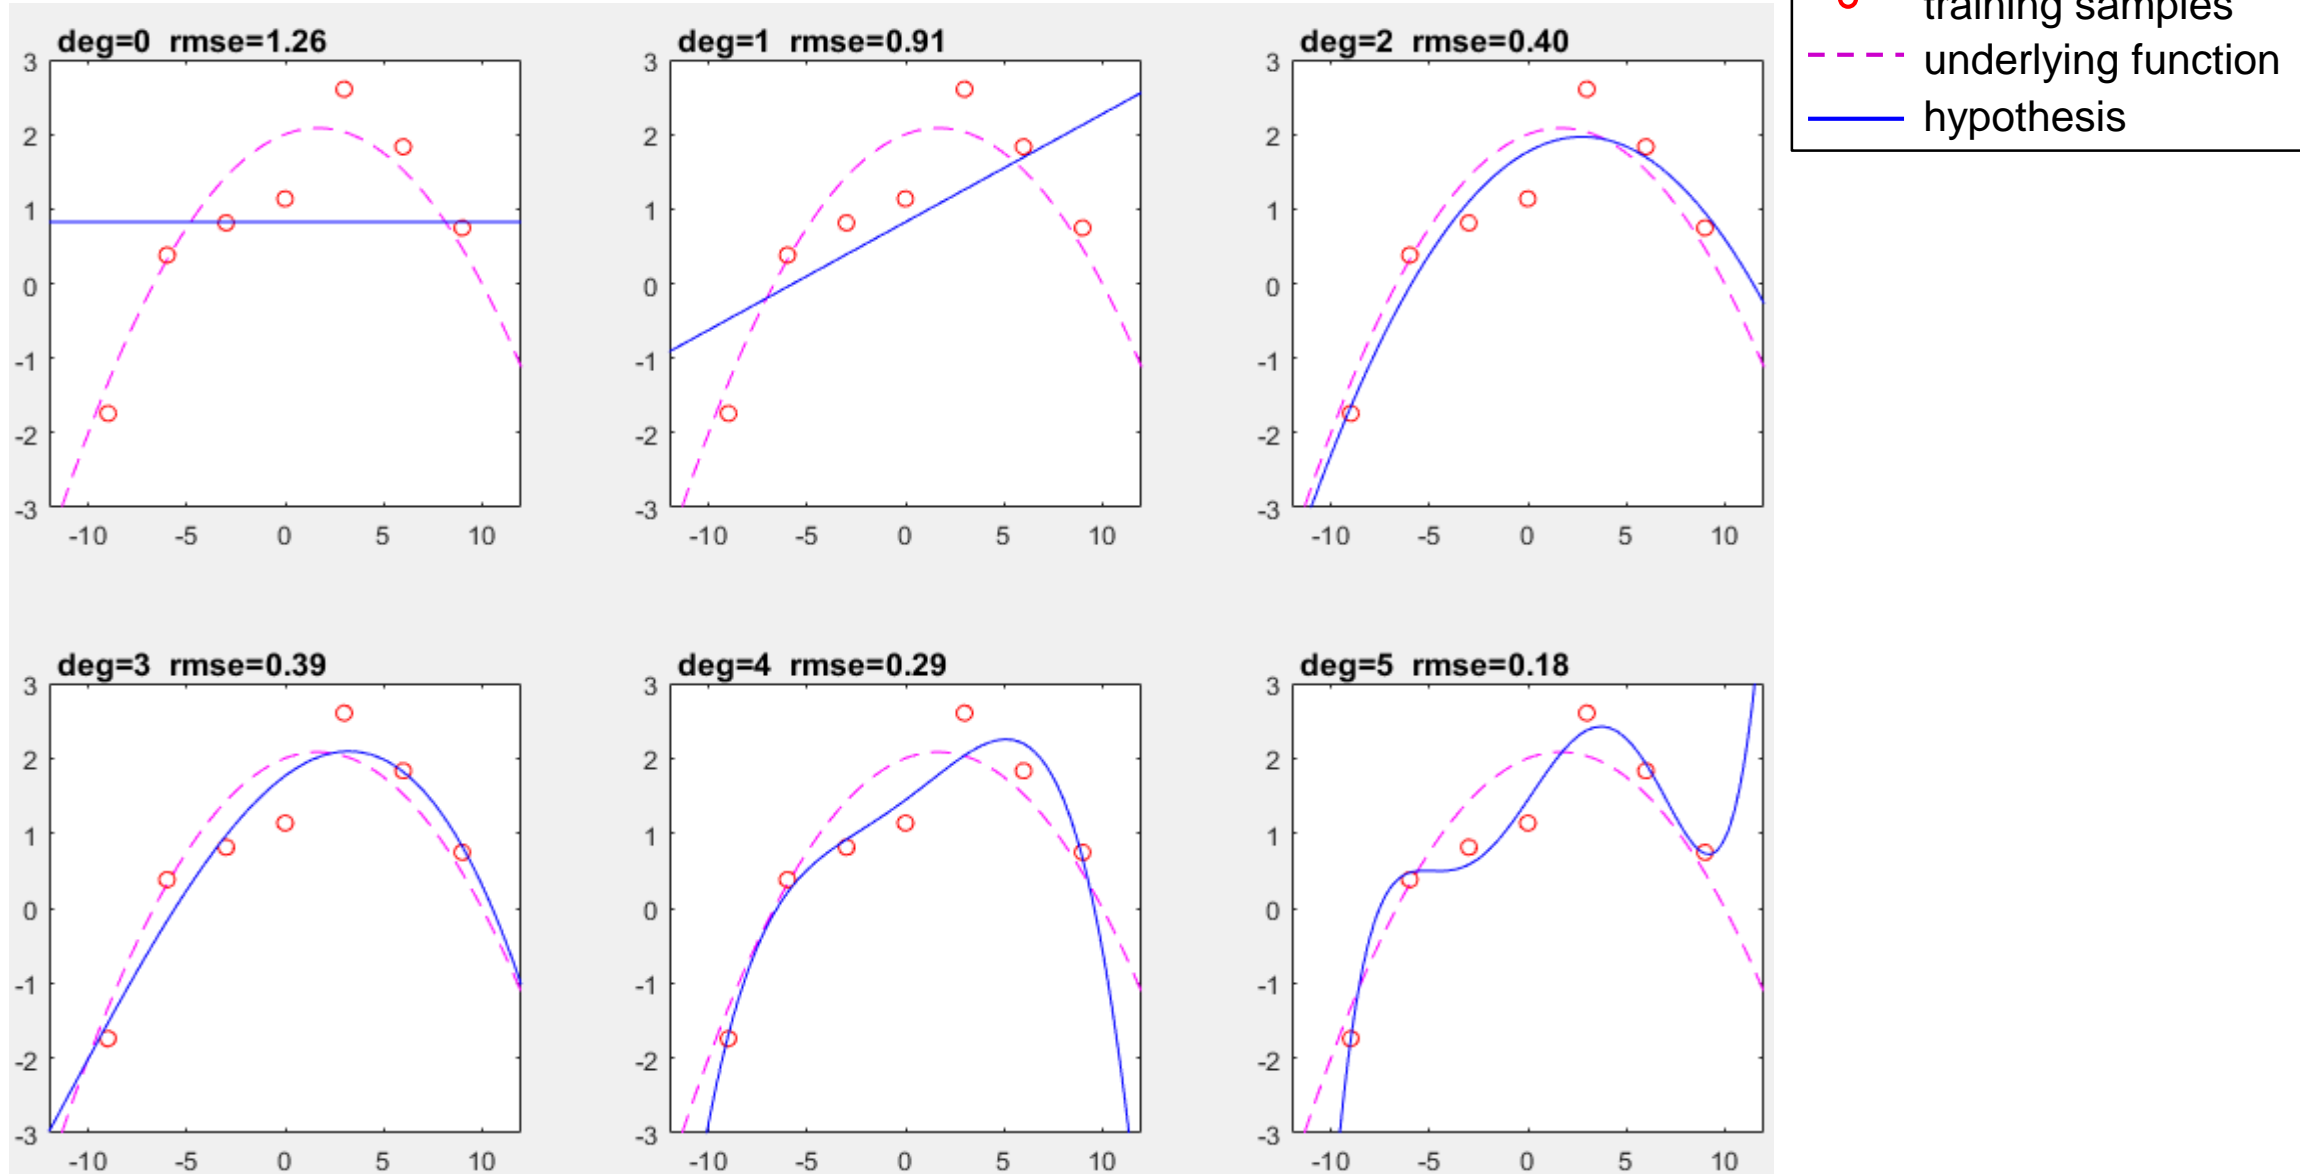 deg=0 rmse=1.26
3
2
1
0
-1
-2
-3
-10 -5 0 5 10
deg=1 rmse=0.91
3
2
1
0
-1
-2
-3
-10 -5 0 5 10
deg=2 rmse=0.40
3
2
1
0
-1
-2
-3
-10 -5 0 5 10
training samples
underlying function
hypothesis
deg=3 rmse=0.39
3
2
1
0
-1
-2
-3
-10 -5 0 5 10
deg=4 rmse=0.29
3
2
1
0
-1
-2
-3
-10 -5 0 5 10
deg=5 rmse=0.18
3
2
1
0
-1
-2
-3
-10 -5 0 5 10